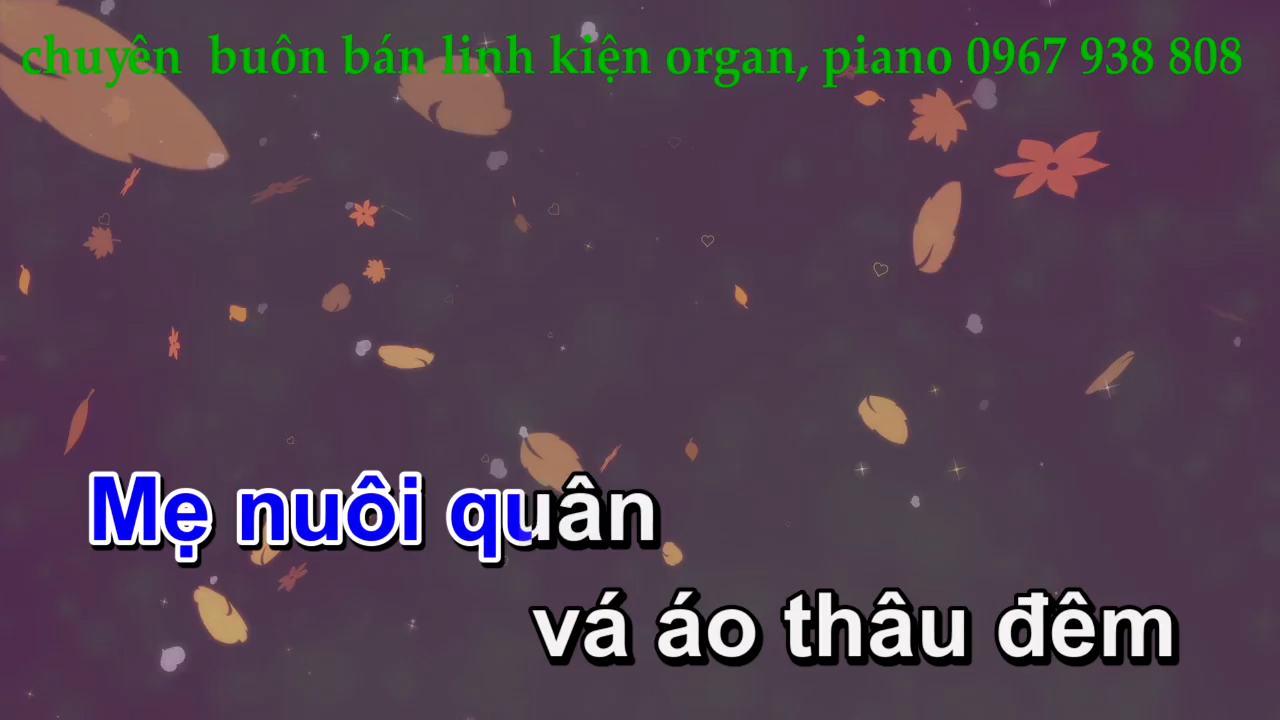 chuyên buôn bán linh kiện organ, piano 0967 938 808
Mẹ nuôi quân
vá áo thâu đêm